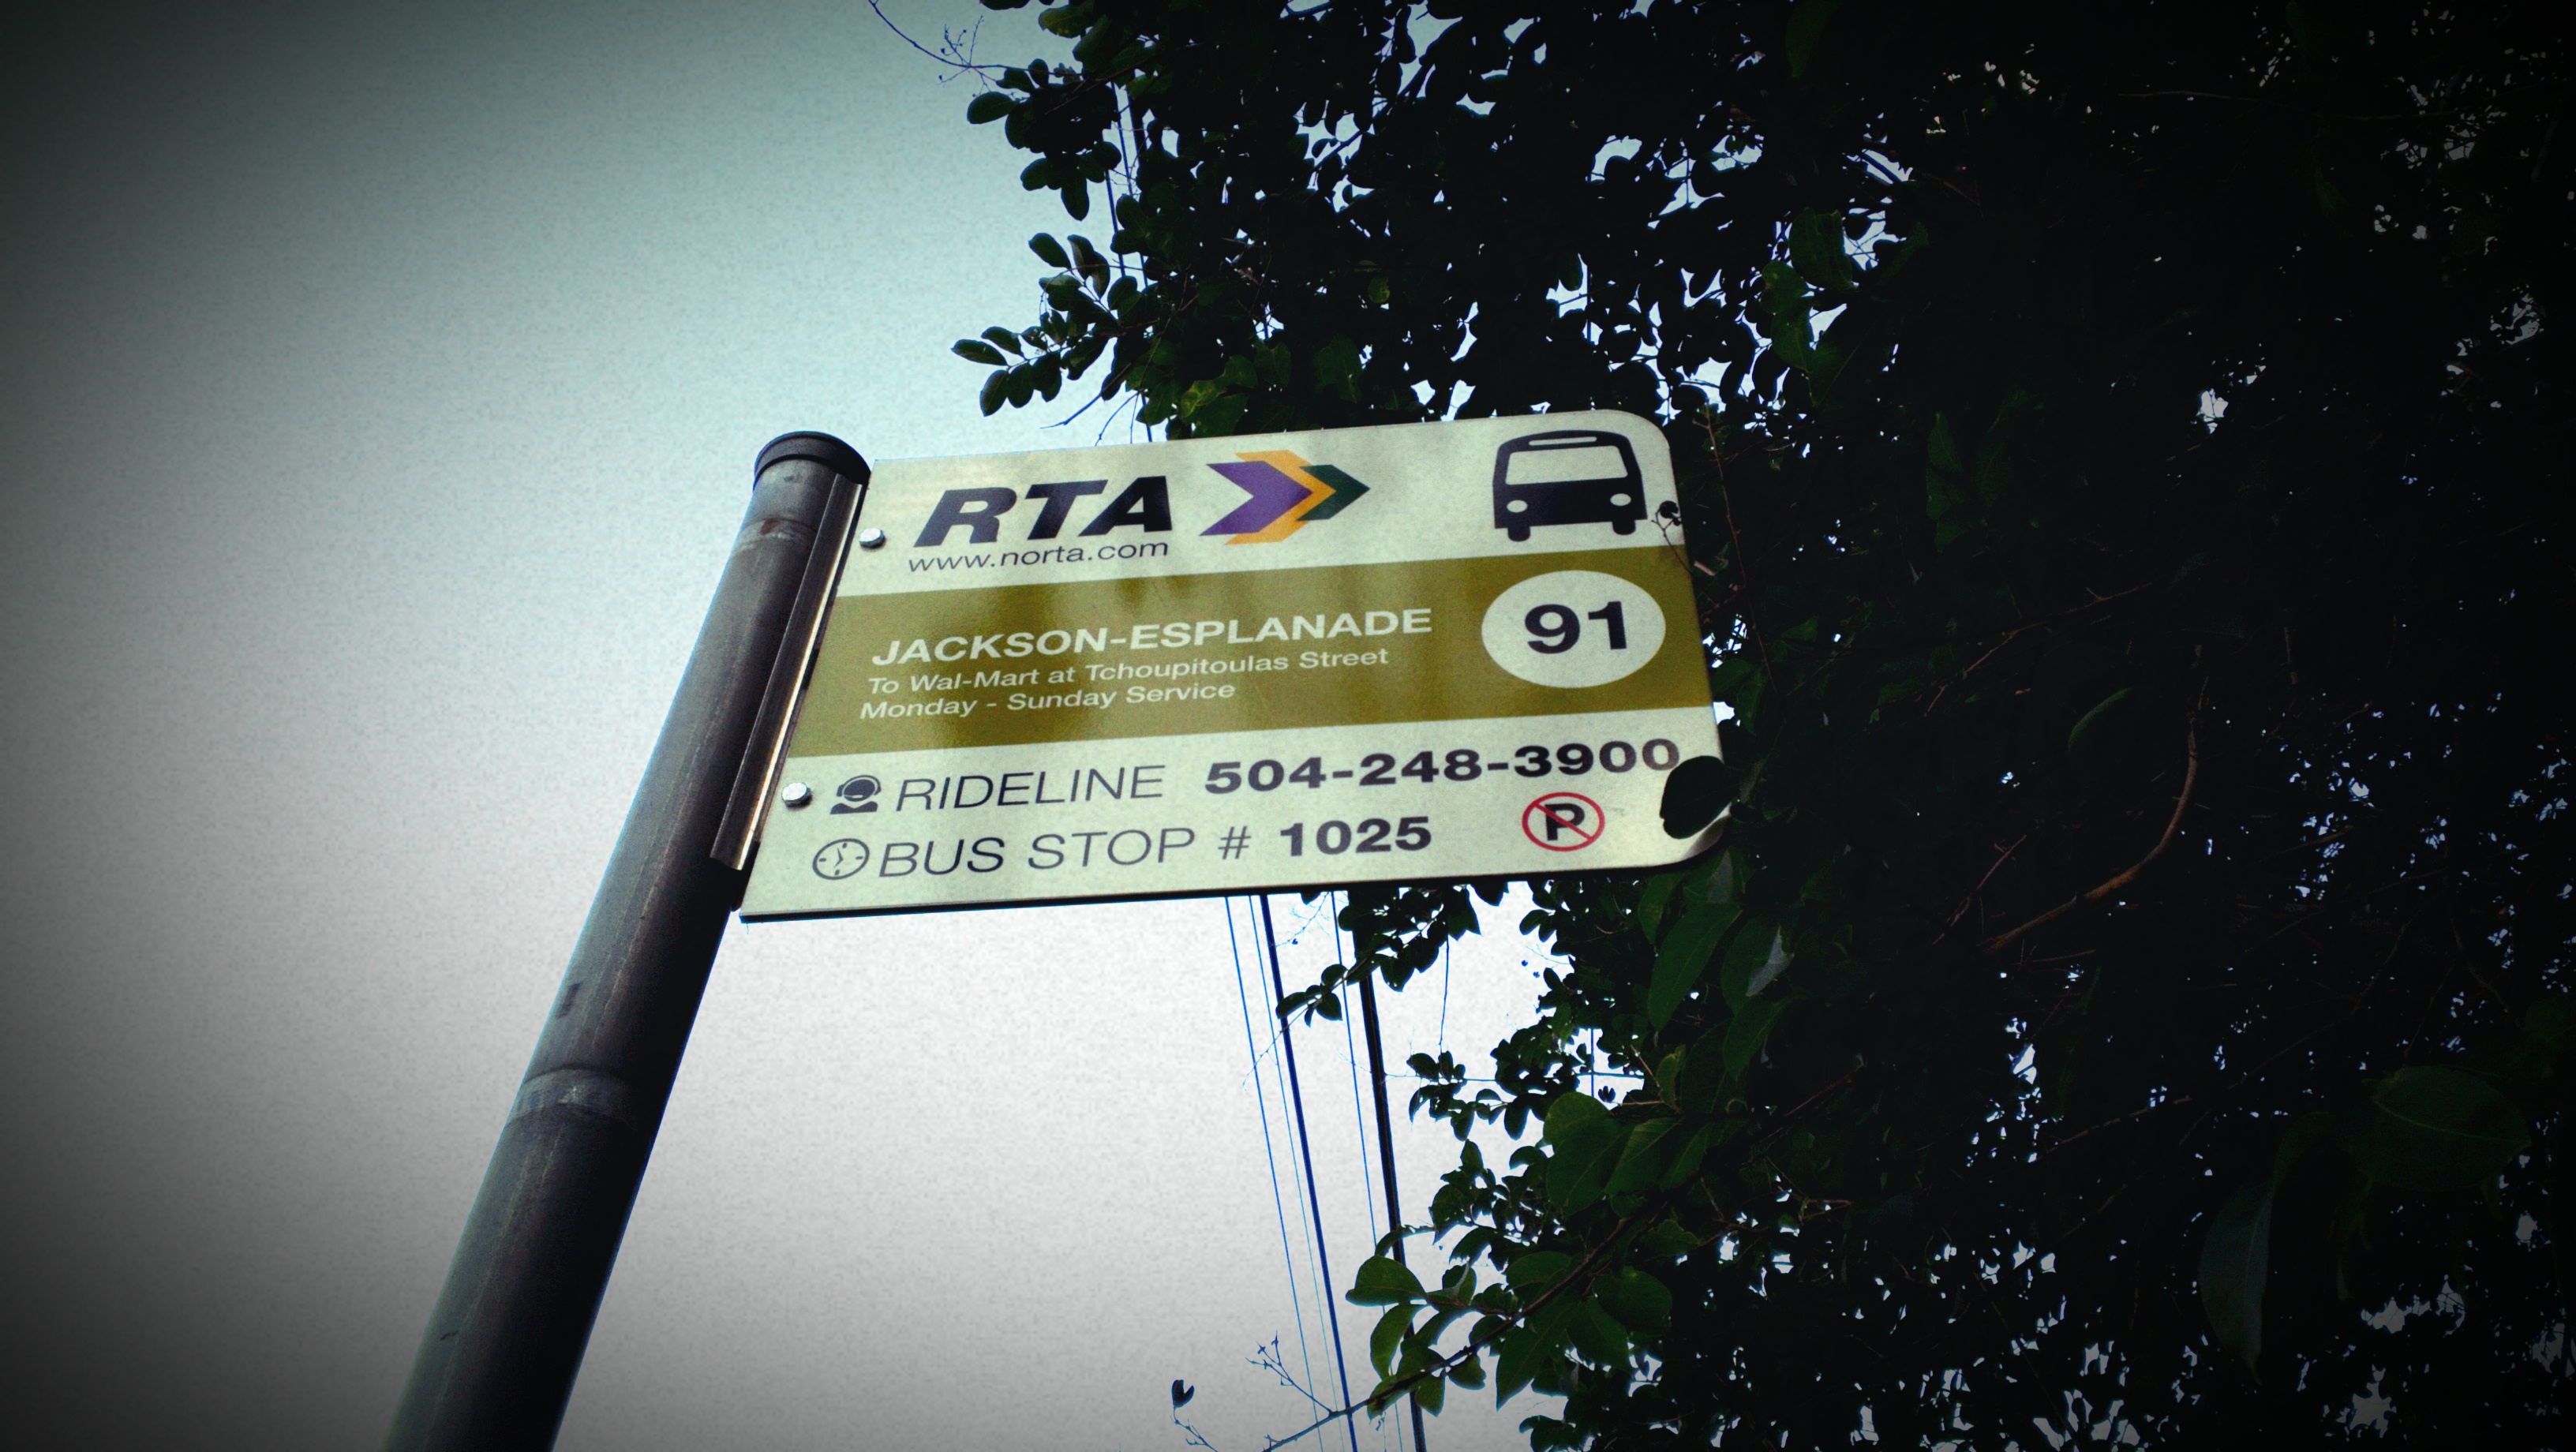 RTA
www.norta.com
JACKSON-ESPLANADE
To Wal-Mart at Tchoupitoulas Street
Monday - Sunday Service
91
RIDELINE 504-248-3900
BUS STOP # 1025
P